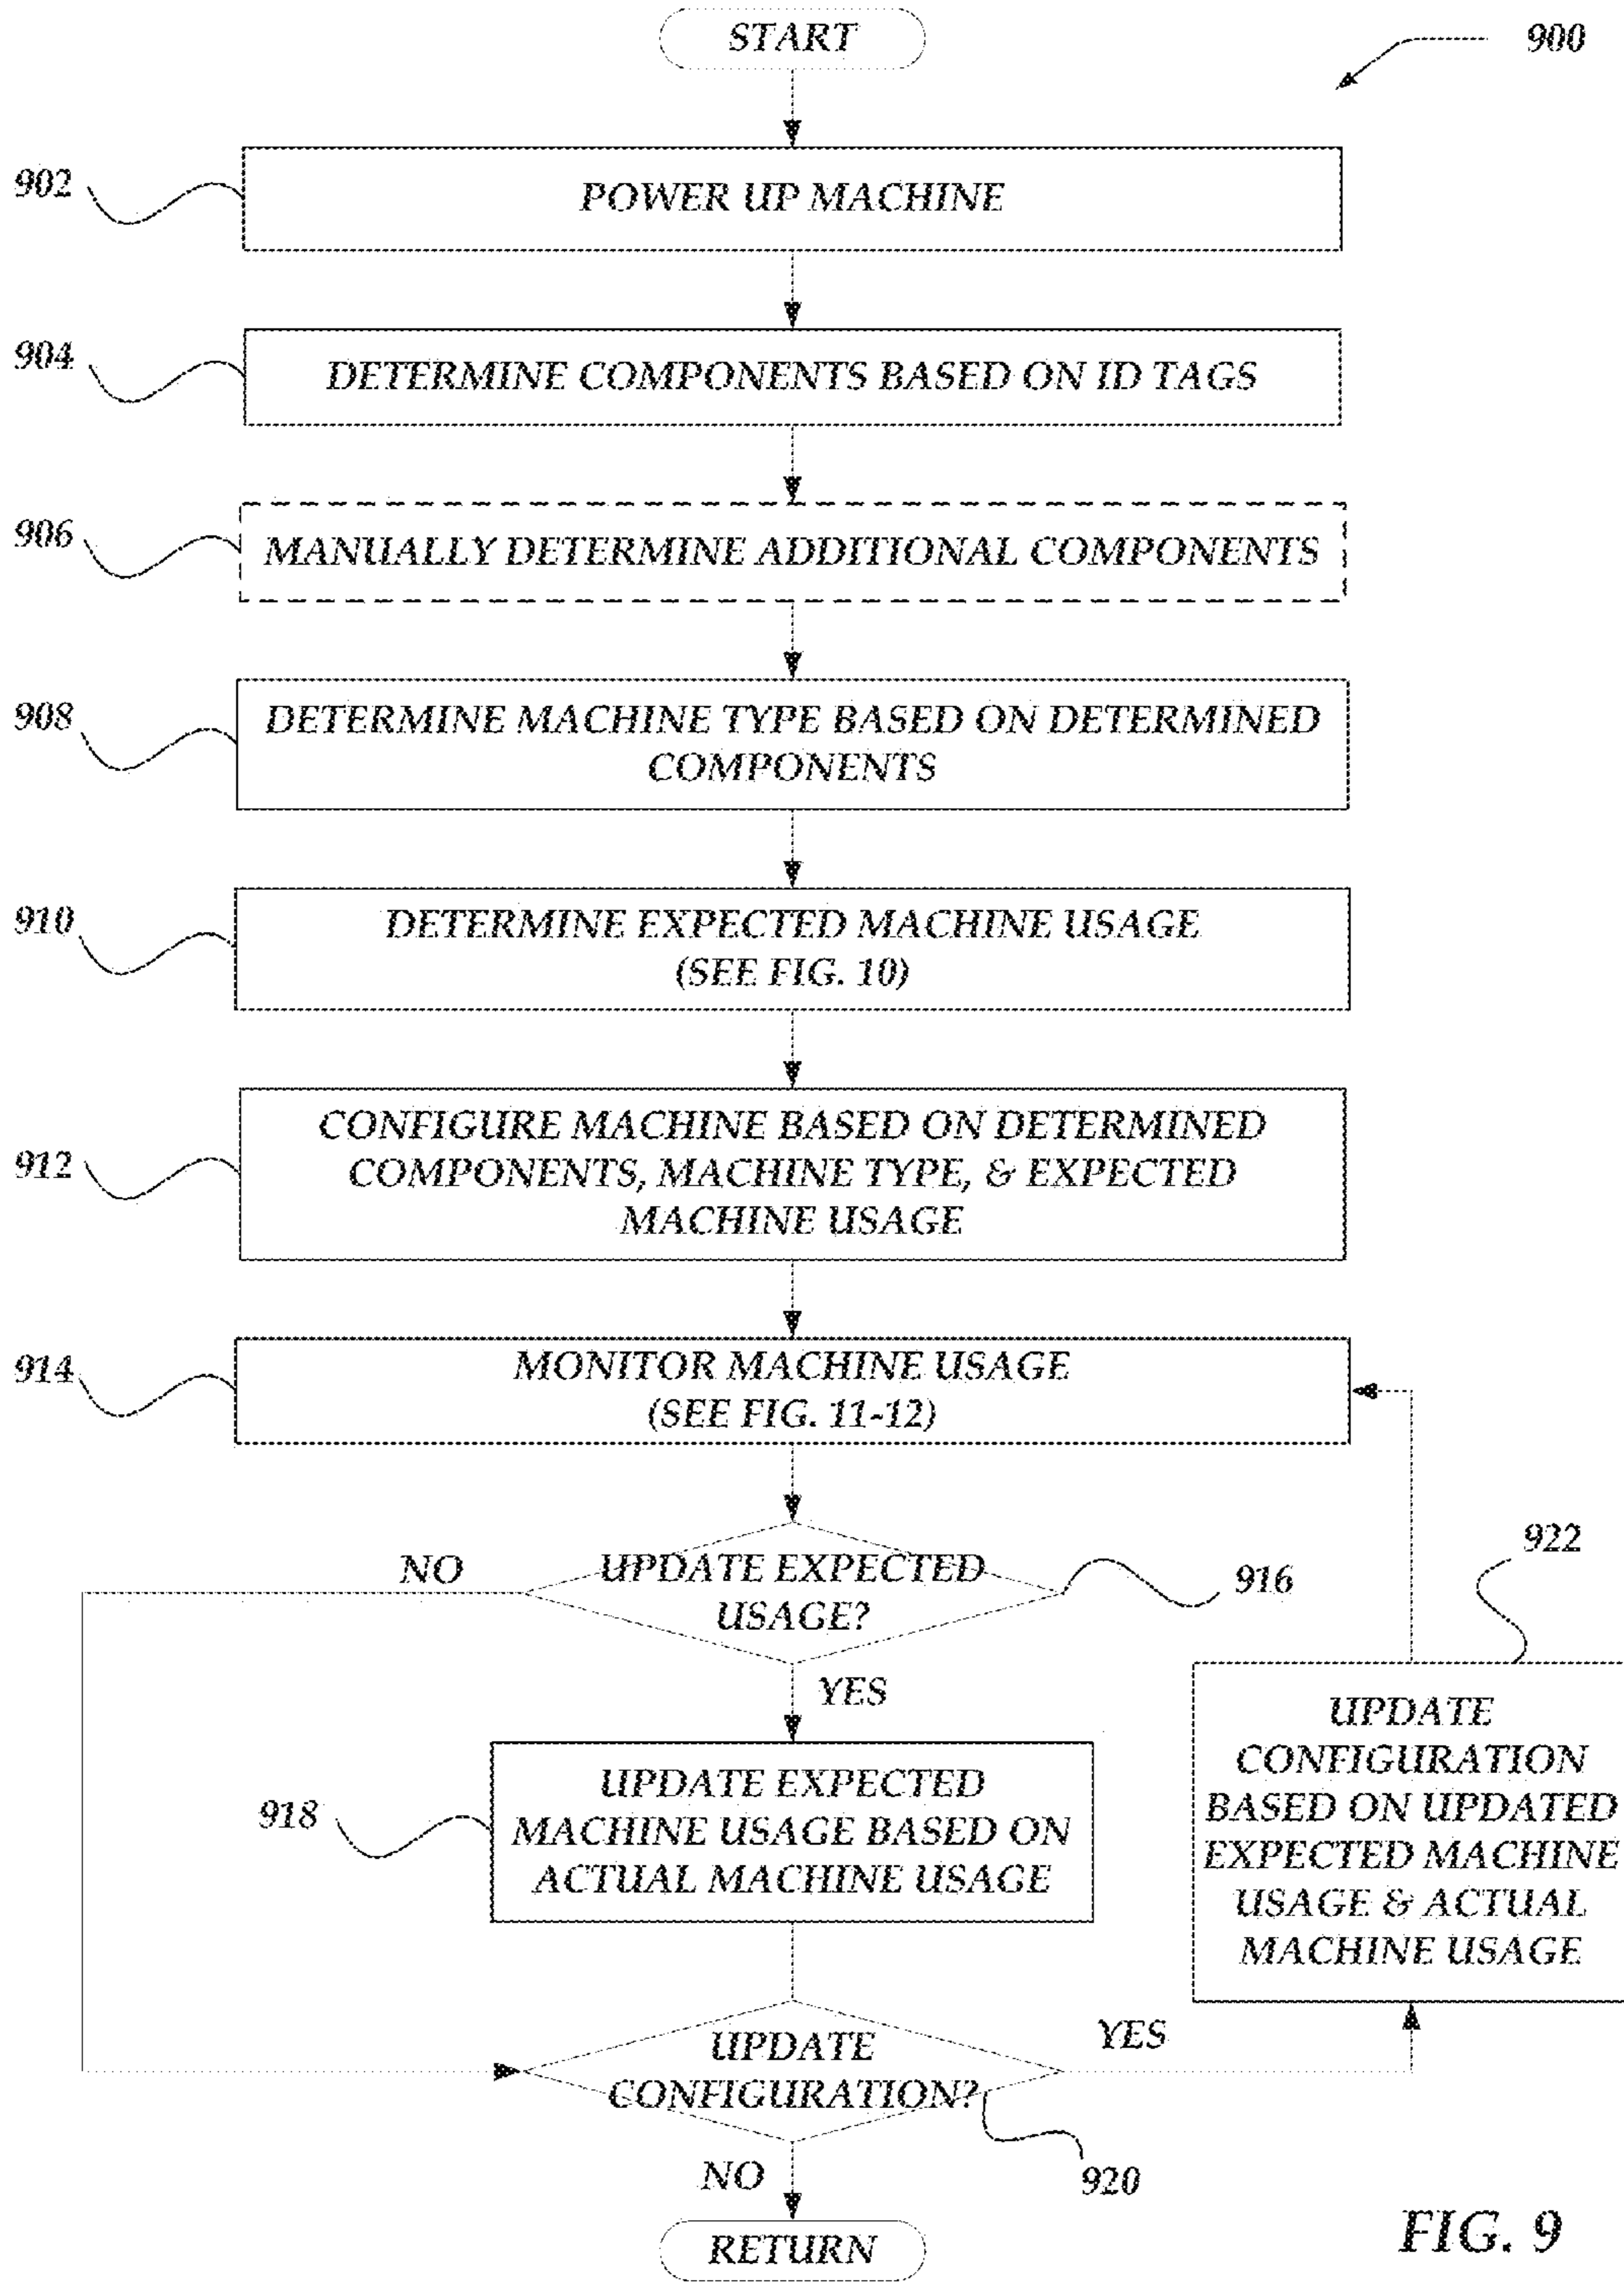 START
900
902
POWER UP MACHINE
904
DETERMINE COMPONENTS BASED ON ID TAGS
906
MANUALLY DETERMINE ADDITIONAL COMPONENTS
908
DETERMINE MACHINE TYPE BASED ON DETERMINED
COMPONENTS
910
DETERMINE EXPECTED MACHINE USAGE
(SEE FIG. 10)
912
CONFIGURE MACHINE BASED ON DETERMINED
COMPONENTS, MACHINE TYPE, & EXPECTED
MACHINE USAGE
914
MONITOR MACHINE USAGE
(SEE FIG. 11-12)
NO
UPDATE EXPECTED
USAGE?
916
YES
918
UPDATE EXPECTED
MACHINE USAGE BASED ON
ACTUAL MACHINE USAGE
922
UPDATE
CONFIGURATION
BASED ON UPDATED
EXPECTED MACHINE
USAGE & ACTUAL
MACHINE USAGE
UPDATE
CONFIGURATION?
YES
920
NO
RETURN
FIG. 9